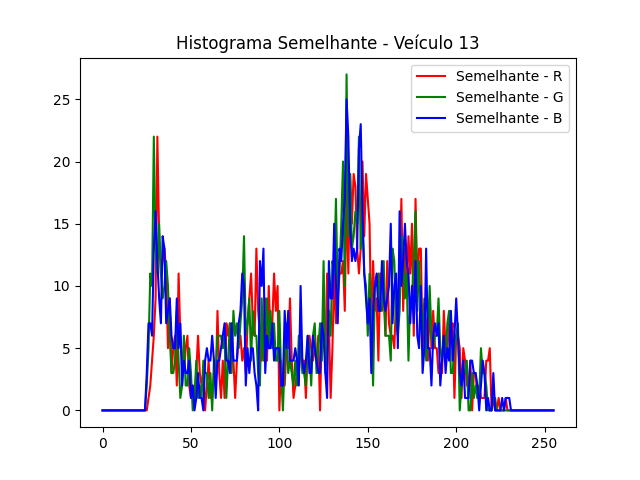 Histograma Semelhante - Veículo 13
Semelhante - R
Semelhante - G
Semelhante - B
25
20
15
10
5
0
0 50 100 150 200 250